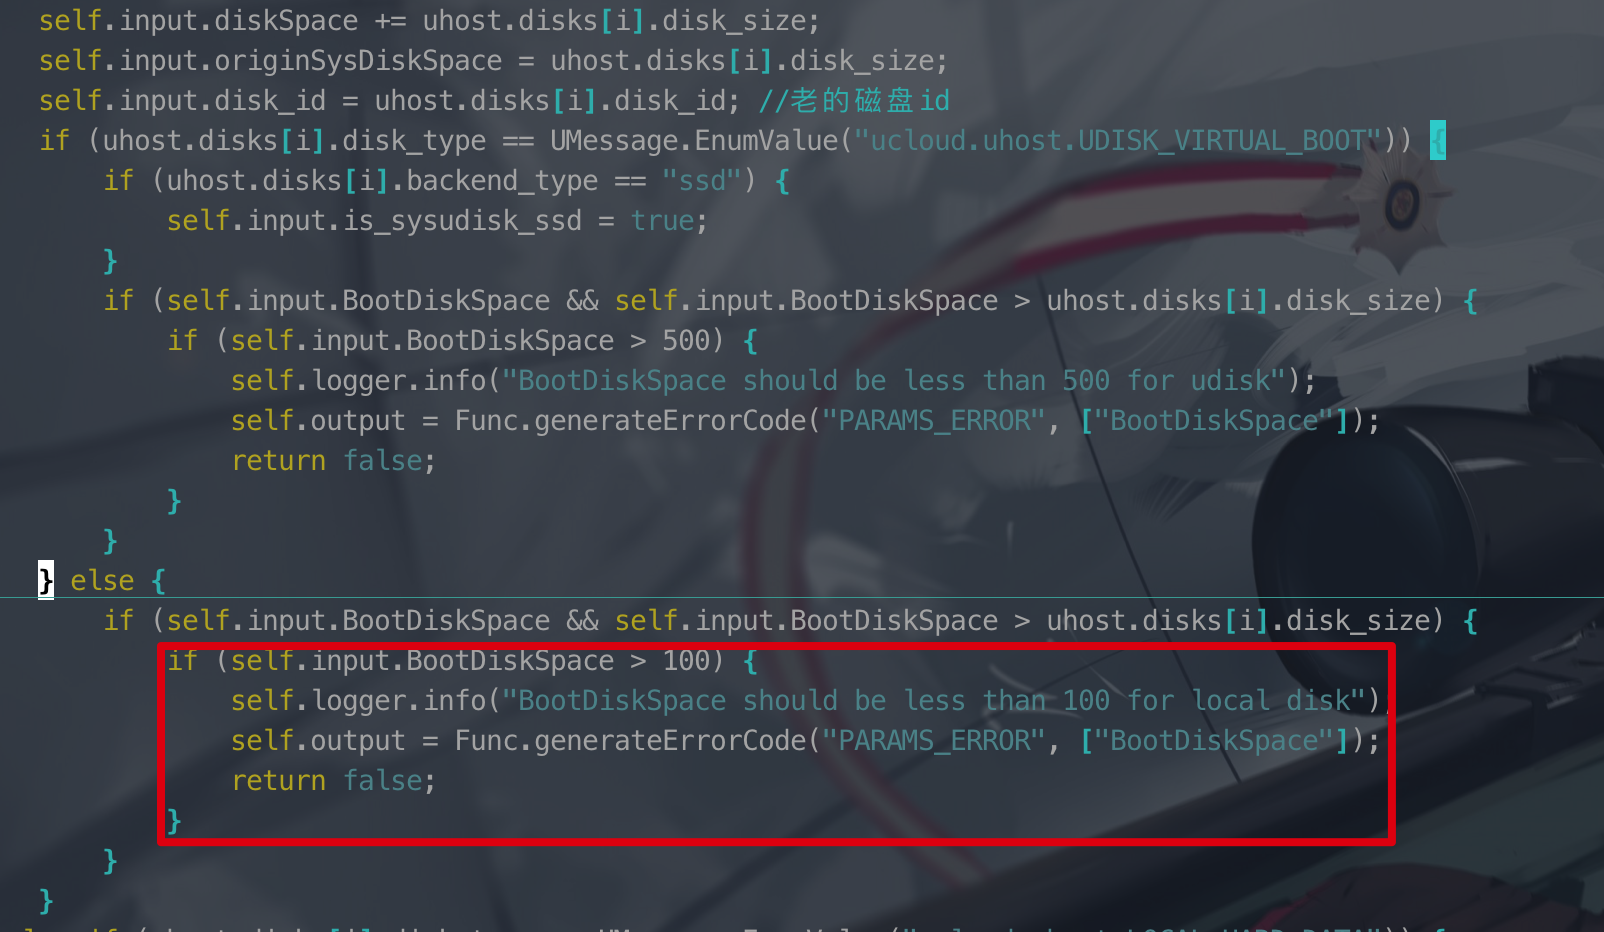 self.input.diskSpace += uhost.disks[i].disk_size;
self.input.originSysDiskSpace = uhost.disks[i].disk_size;
self.input.disk_id = uhost.disks[i].disk_id; //老的磁盘id
if (uhost.disks[i].disk_type == UMessage.EnumValue("ucloud.uhost.UDISK_VIRTUAL_BOOT")) {
if (uhost.disks[i].backend_type == "ssd") {
self.input.is_sysudisk_ssd = true;
}
if (self.input.BootDiskSpace && self.input.BootDiskSpace > uhost.disks[i].disk_size) {
if (self.input.BootDiskSpace > 500) {
self.logger.info("BootDiskSpace should be less than 500 for udisk");
self.output = Func.generateErrorCode("PARAMS_ERROR", ["BootDiskSpace"]);
return false;
}
}
} else {
if (self.input.BootDiskSpace && self.input.BootDiskSpace > uhost.disks[i].disk_size) {
if (self.input.BootDiskSpace > 100) {
self.logger.info("BootDiskSpace should be less than 100 for local disk");
self.output = Func.generateErrorCode("PARAMS_ERROR", ["BootDiskSpace"]);
return false;
}
}
}